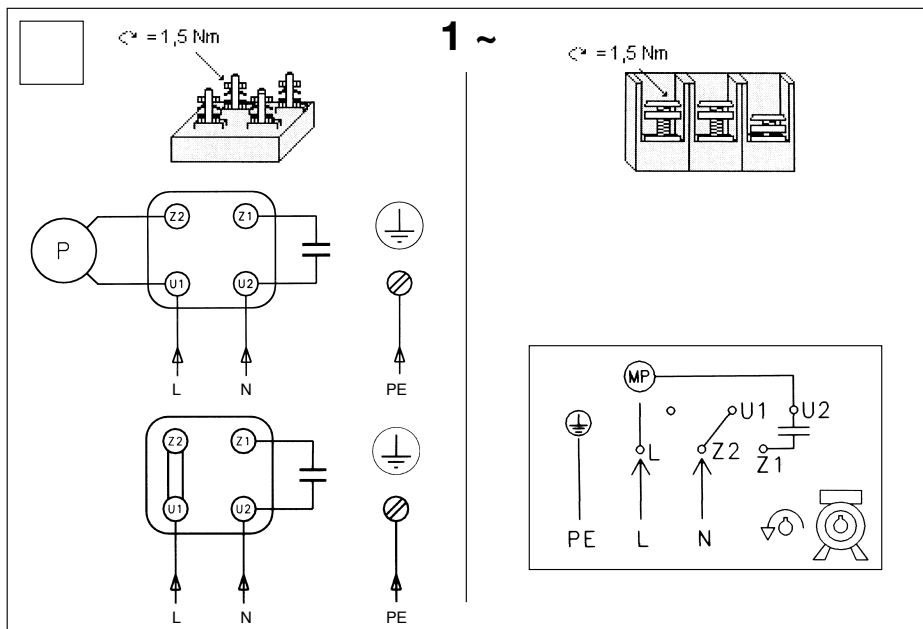 1 ~
= 1,5 Nm
Z2 Z1
P
U1 U2
L N PE
Z2 Z1
U1 U2
L N PE
= 1,5 Nm
MP
U1 U2
L Z2 Z1
PE L N